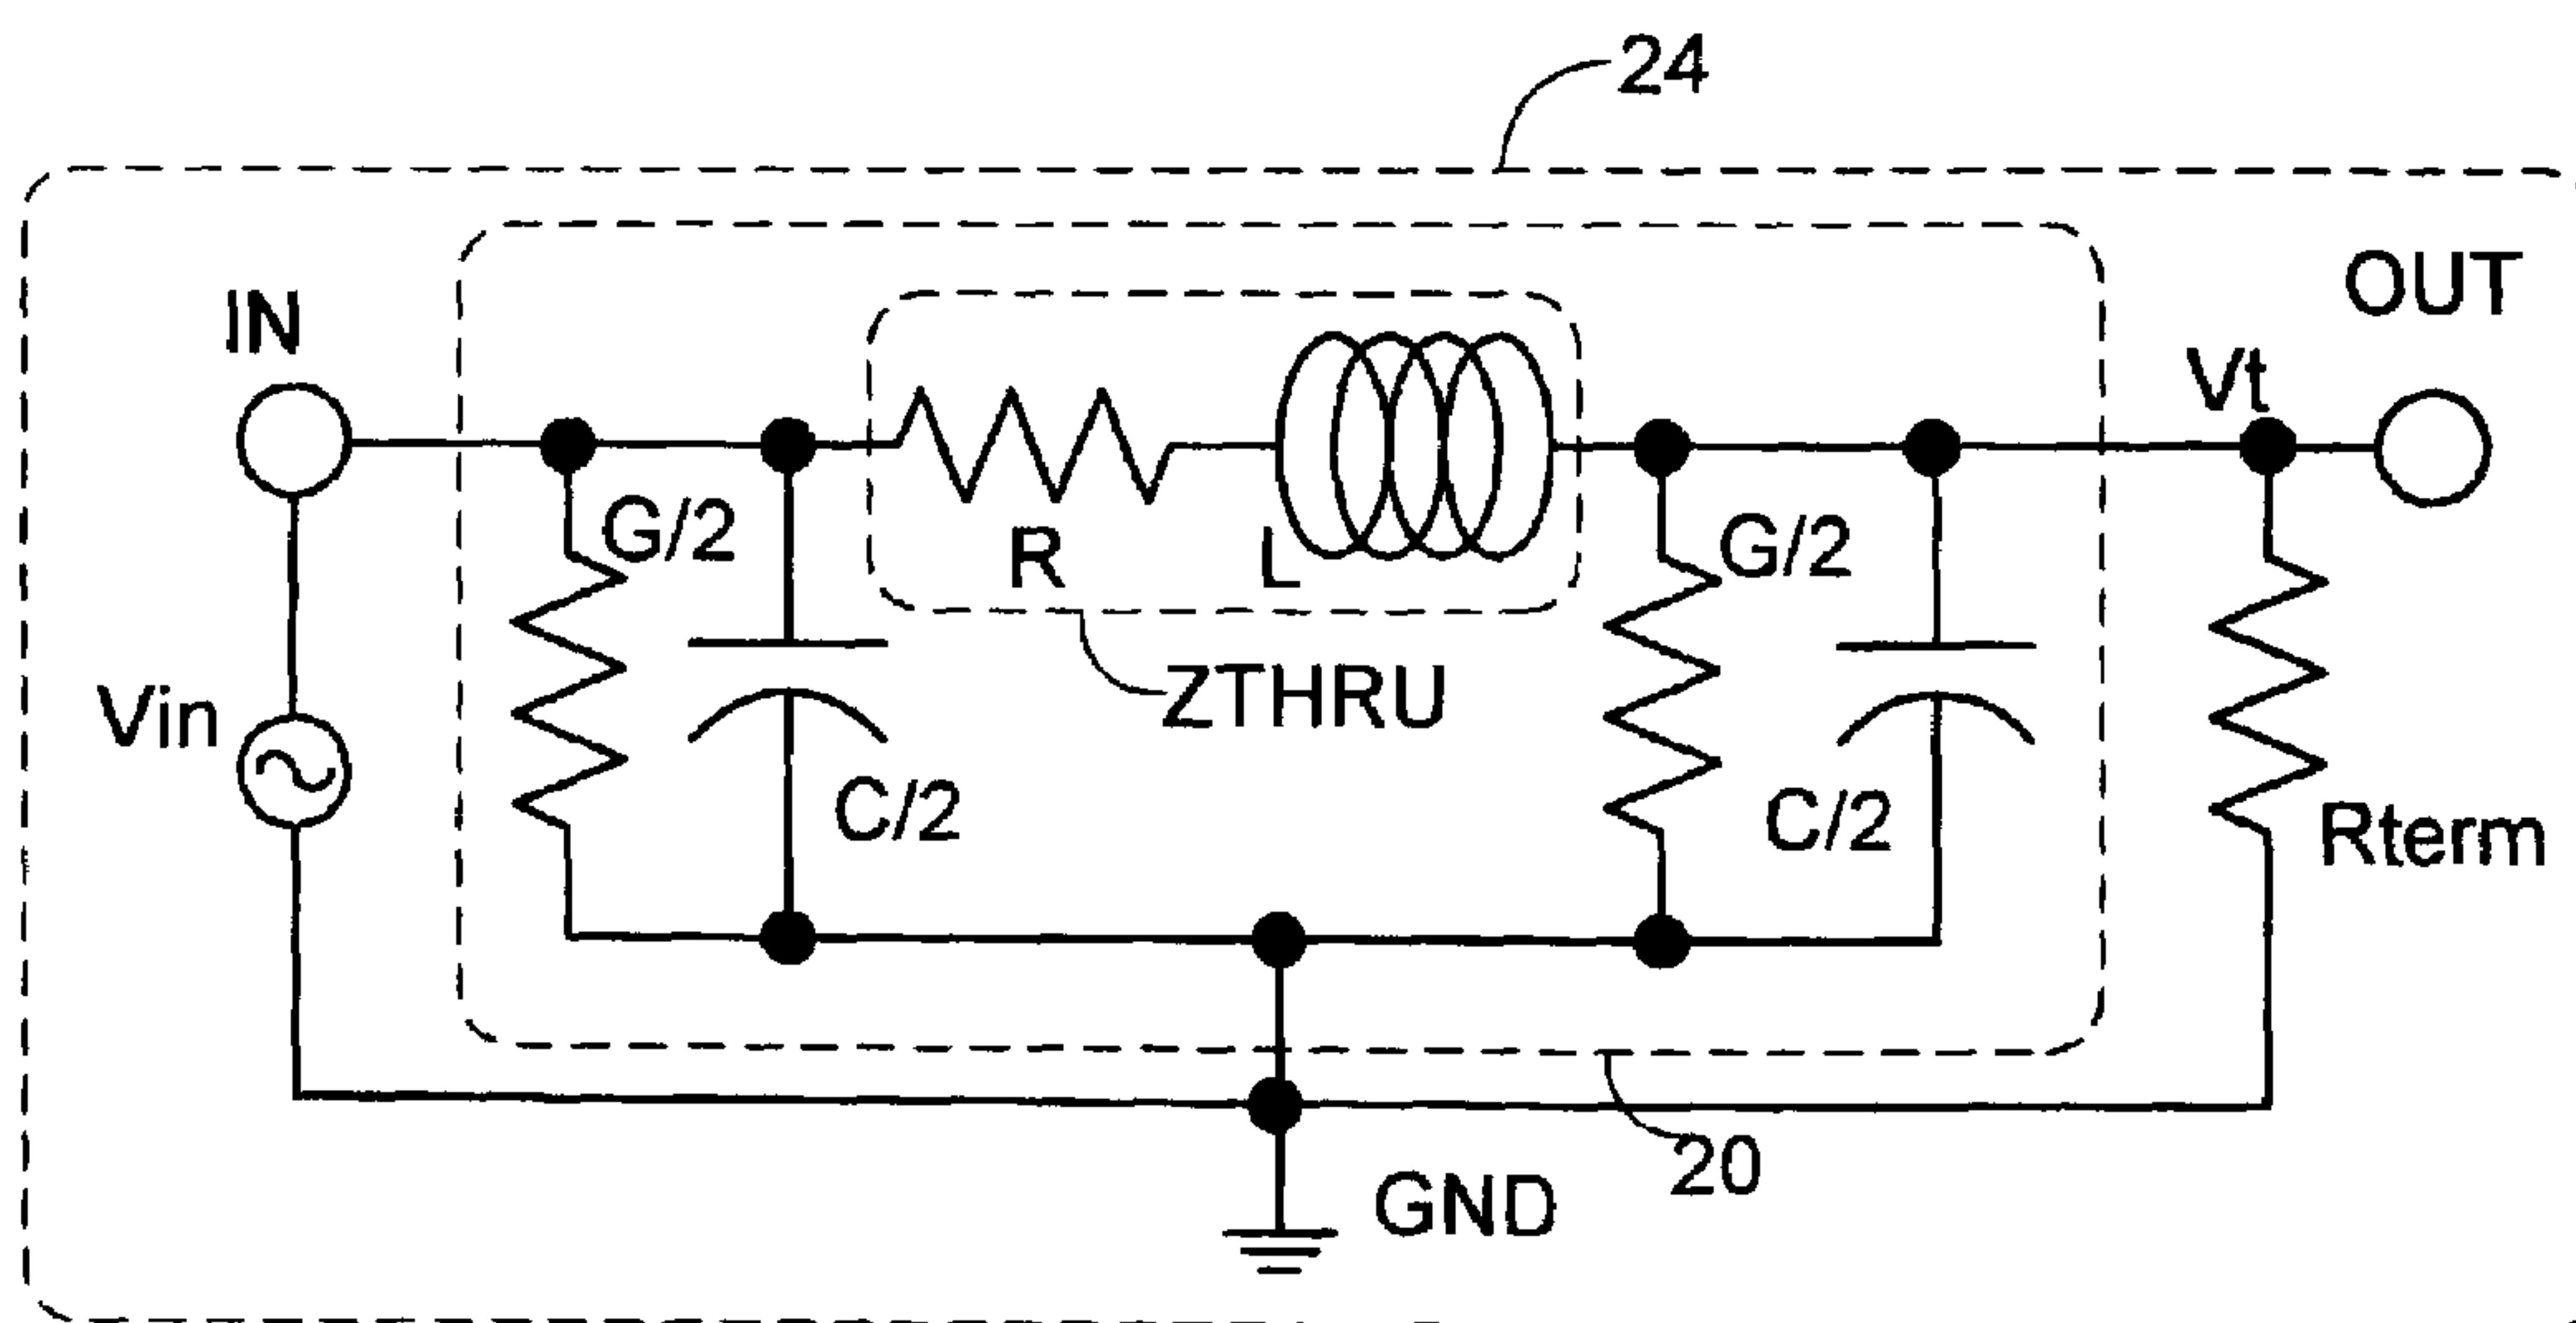 24
IN
OUT
Vt
G/2
R
L
G/2
ZTHRU
Vin
C/2
C/2
Rterm
20
GND